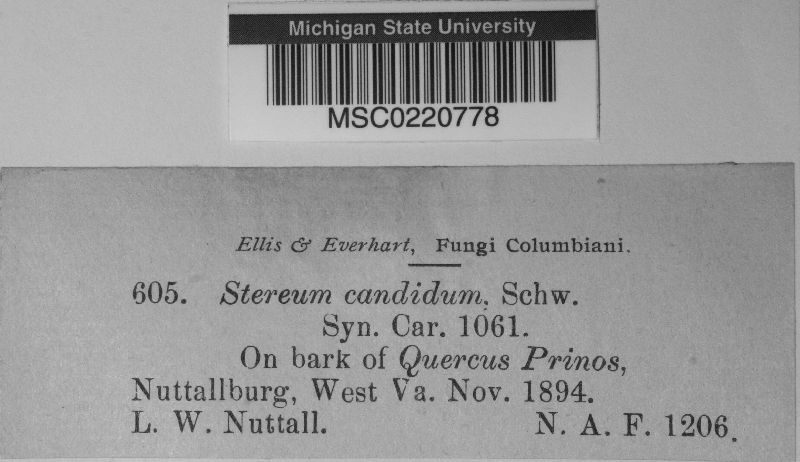 Michigan State University
MSC0220778
Ellis & Everhart, Fungi Columbiani.
605. Stereum candidum, Schw.
Syn. Car. 1061.
On bark of Quercus Prinos,
Nuttallburg, West Va. Nov. 1894.
L. W. Nuttall. N. A. F. 1206.